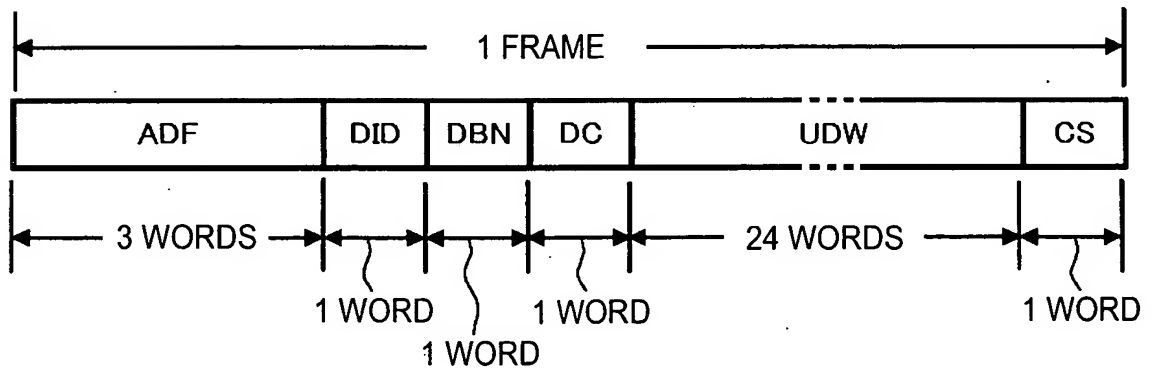 1 FRAME
ADF DID DBN DC UDW CS
3 WORDS 24 WORDS
1 WORD 1 WORD 1 WORD
1 WORD